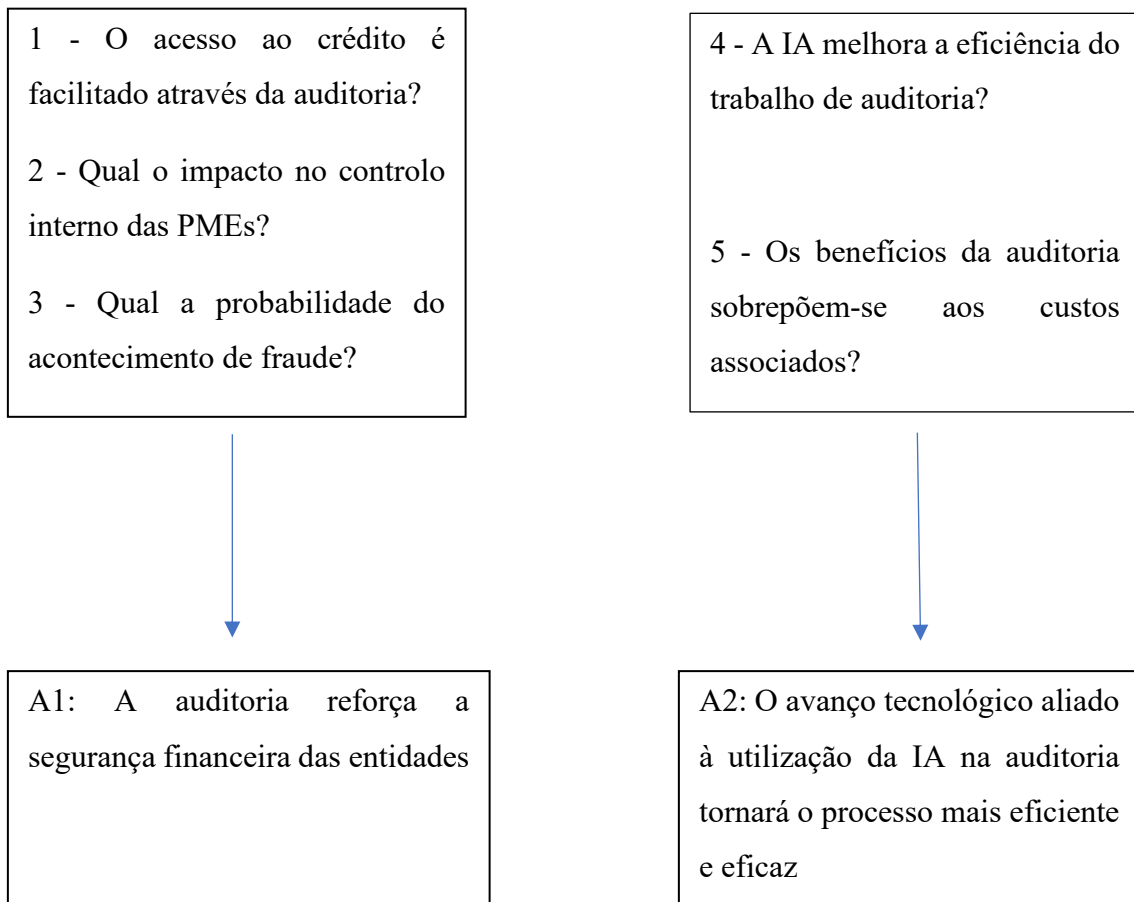 1 - O acesso ao crédito é
facilitado através da auditoria?
2 - Qual o impacto no controlo
interno das PMEs?
3 - Qual a probabilidade do
acontecimento de fraude?
4 - A IA melhora a eficiência do
trabalho de auditoria?
5 - Os benefícios da auditoria
sobrepõem-se aos custos
associados?
A1: A auditoria reforça a
segurança financeira das entidades
A2: O avanço tecnológico aliado
à utilização da IA na auditoria
tornará o processo mais eficiente
e eficaz